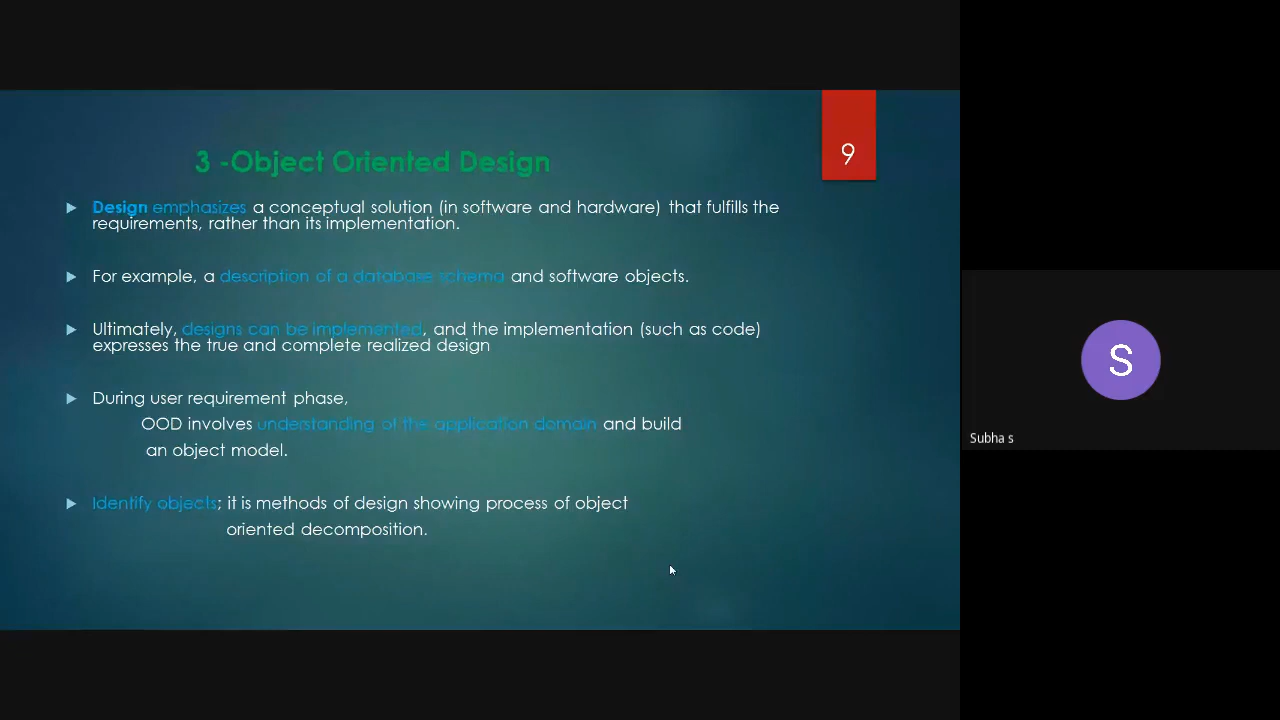 3 -Object Oriented Design
9
Design emphasizes a conceptual solution (in software and hardware) that fulfills the
requirements, rather than its implementation.
For example, a description of a database schema and software objects.
Ultimately, designs can be implemented, and the implementation (such as code)
expresses the true and complete realized design
During user requirement phase,
OOD involves understanding of the application domain and build
an object model.
Identify objects; it is methods of design showing process of object
oriented decomposition.
S
Subha s